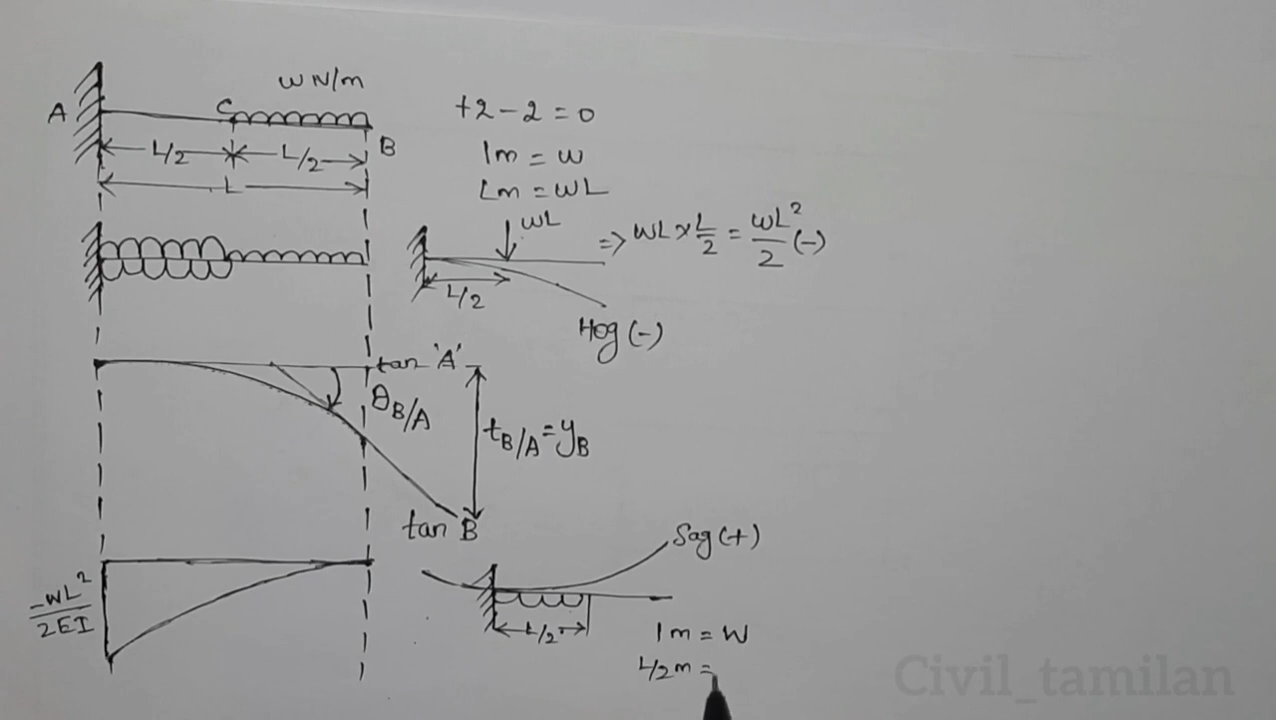 w N/m
A C B
L/2 L/2
L
+2 - 2 = 0
1m = w
Lm = wL
wL
=> wL x L/2 = wL²/2 (-)
L/2
Hog (-)
tan 'A'
θB/A
tB/A = yB
tan B
-wL²/2EI
Sag (+)
L/2
1m = w
L/2 m =
Civil_tamilan